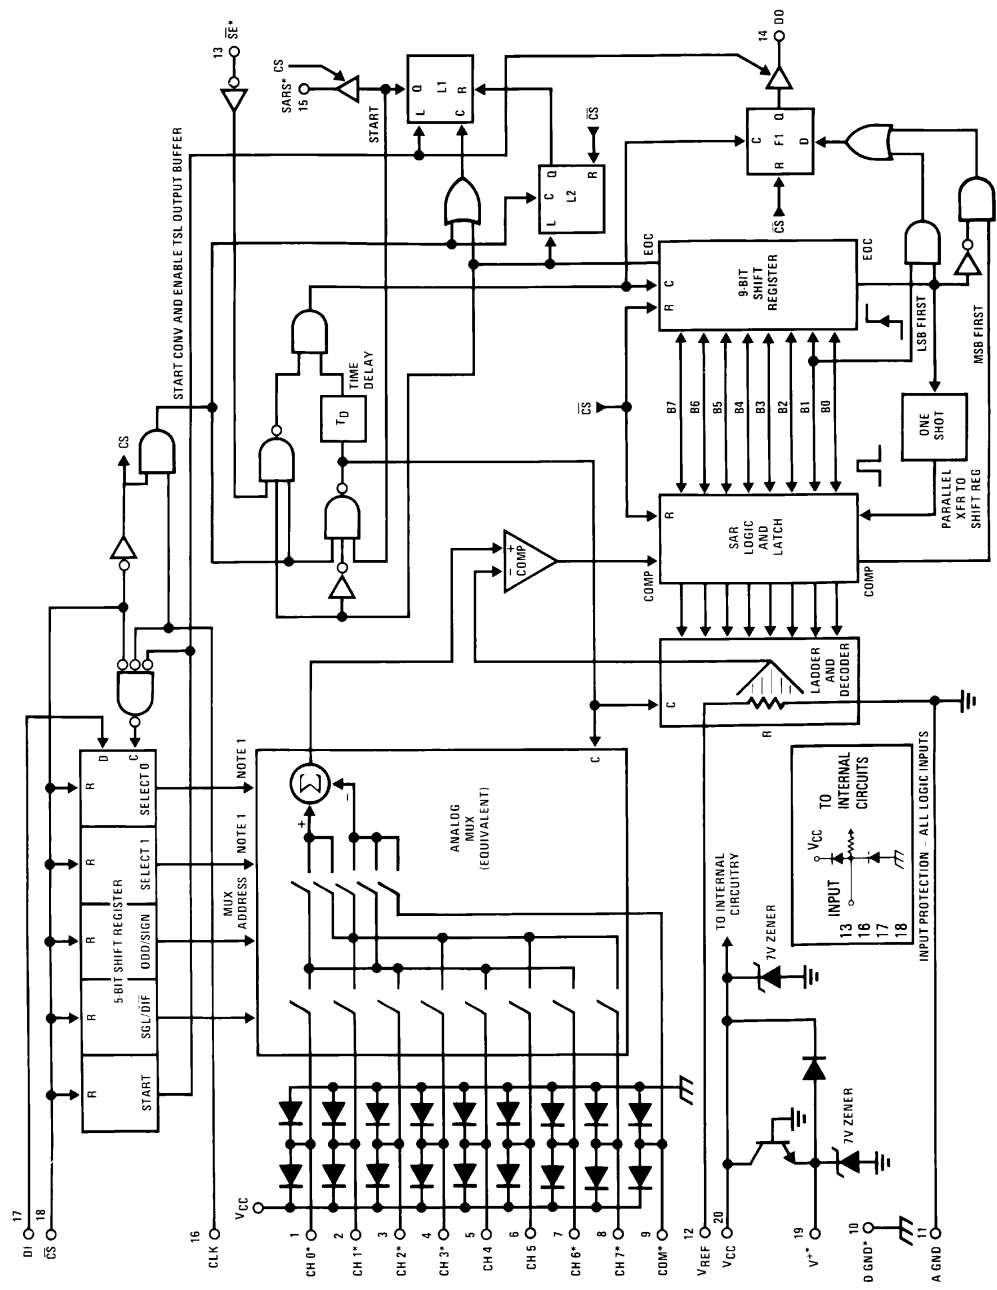 DI
17
CS
18
CLK
16
START
SGL/DIF
ODD/SIGN
SELECT 1
SELECT 0
5-BIT SHIFT REGISTER
R
R
R
R
R
D
C
MUX
ADDRESS
NOTE 1
NOTE 1
CS
START CONV AND ENABLE TSL OUTPUT BUFFER
13
SE*
SARS*
15
CS
START
L
Q
L1
C
R
L
C
Q
L2
R
CS
TD
TIME
DELAY
VCC
1
CH 0*
2
CH 1*
3
CH 2*
4
CH 3*
5
CH 4
6
CH 5
7
CH 6*
8
CH 7*
9
COM*
ANALOG
MUX
(EQUIVALENT)
Σ
+
–
C
+
–
COMP
COMP
R
SAR
LOGIC
AND
LATCH
COMP
CS
B7
B6
B5
B4
B3
B2
B1
B0
EOC
R
C
9-BIT
SHIFT
REGISTER
EOC
C
Q
F1
R
D
CS
14
DO
LSB FIRST
MSB FIRST
ONE
SHOT
PARALLEL
XFR TO
SHIFT REG
C
LADDER
AND
DECODER
R
12
VREF
20
VCC
19
V+*
10
D GND*
11
A GND
TO INTERNAL
CIRCUITRY
7V ZENER
7V ZENER
VCC
TO
INTERNAL
CIRCUITS
INPUT
13
16
17
18
INPUT PROTECTION – ALL LOGIC INPUTS